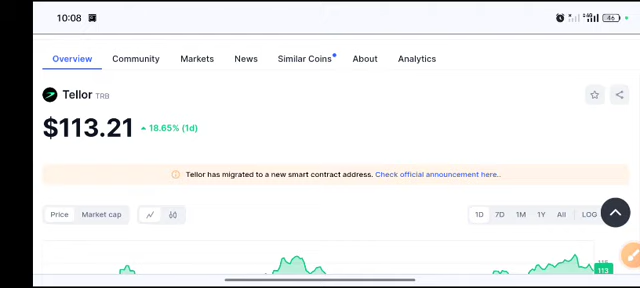 10:08 46
Overview Community Markets News Similar Coins About Analytics
Tellor TRB
$113.21 18.65% (1d)
Tellor has migrated to a new smart contract address. Check official announcement here..
Price Market cap 1D 7D 1M 1Y All LOG
113